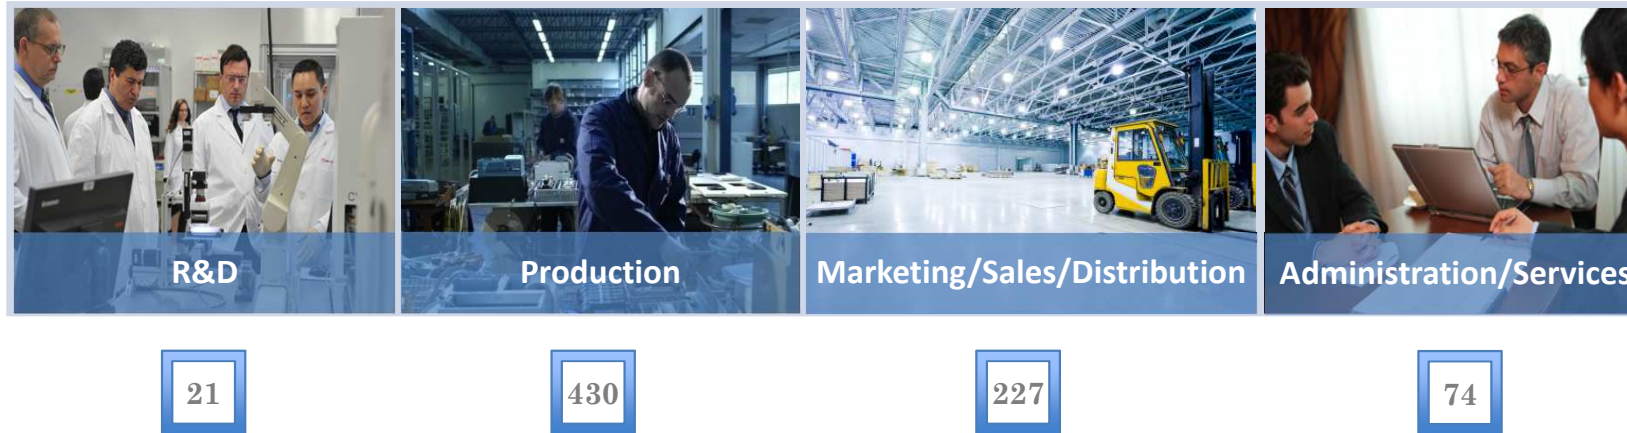 R&D
Production
Marketing/Sales/Distribution
Administration/Services
21
430
227
74